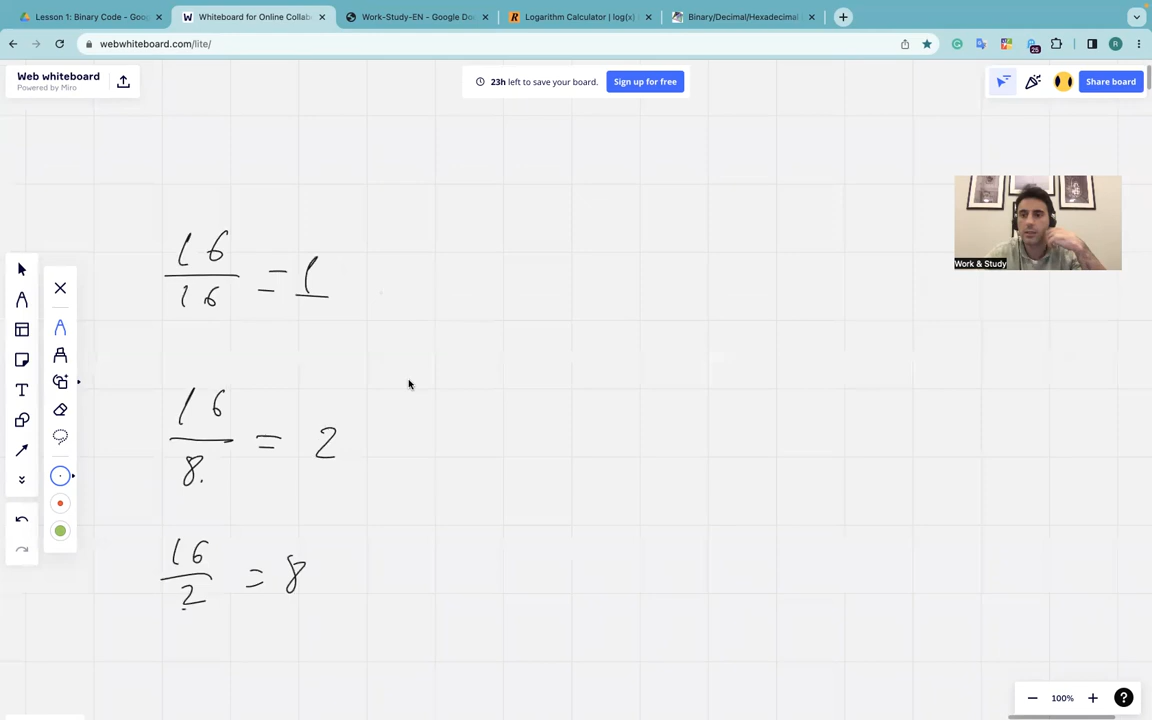 Lesson 1: Binary Code - Goog
Whiteboard for Online Collab
Work-Study-EN - Google Do
Logarithm Calculator | log(x)
Binary/Decimal/Hexadecimal
webwhiteboard.com/lite/
25
R
Web whiteboard
Powered by Miro
23h left to save your board.
Sign up for free
Share board
16
16
= 1
Work & Study
16
8.
= 2
16
2
= 8
T
100%
?